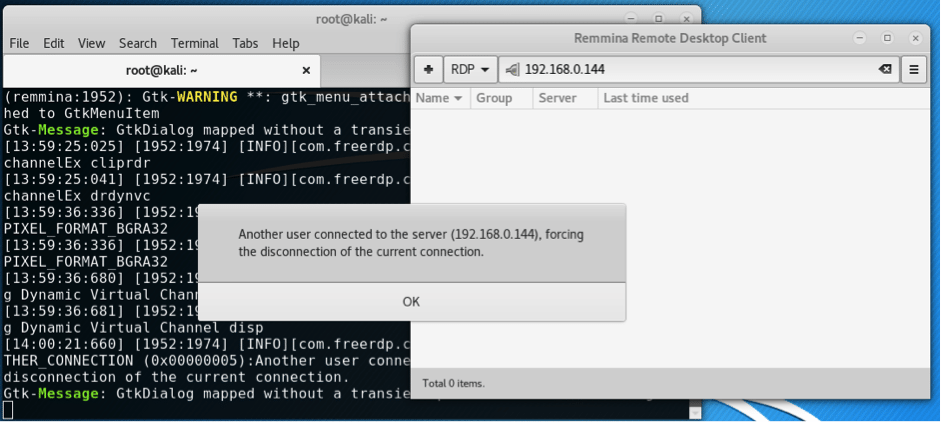 root@kali: ~
File Edit View Search Terminal Tabs Help
root@kali: ~ ×
(remmina:1952): Gtk-WARNING **: gtk_menu_attach
hed to GtkMenuItem
Gtk-Message: GtkDialog mapped without a transie
[13:59:25:025] [1952:1974] [INFO][com.freerdp.c
channelEx cliprdr
[13:59:25:041] [1952:1974] [INFO][com.freerdp.c
channelEx drdynvc
[13:59:36:336] [1952:19
PIXEL_FORMAT_BGRA32
[13:59:36:336] [1952:19
PIXEL_FORMAT_BGRA32
[13:59:36:680] [1952:19
g Dynamic Virtual Chann
[13:59:36:681] [1952:19
g Dynamic Virtual Channel disp
[14:00:21:660] [1952:1974] [INFO][com.freerdp.c
THER_CONNECTION (0x00000005):Another user conne
disconnection of the current connection.
Gtk-Message: GtkDialog mapped without a transie
Remmina Remote Desktop Client
RDP 192.168.0.144
Name Group Server Last time used
Another user connected to the server (192.168.0.144), forcing
the disconnection of the current connection.
OK
Total 0 items.